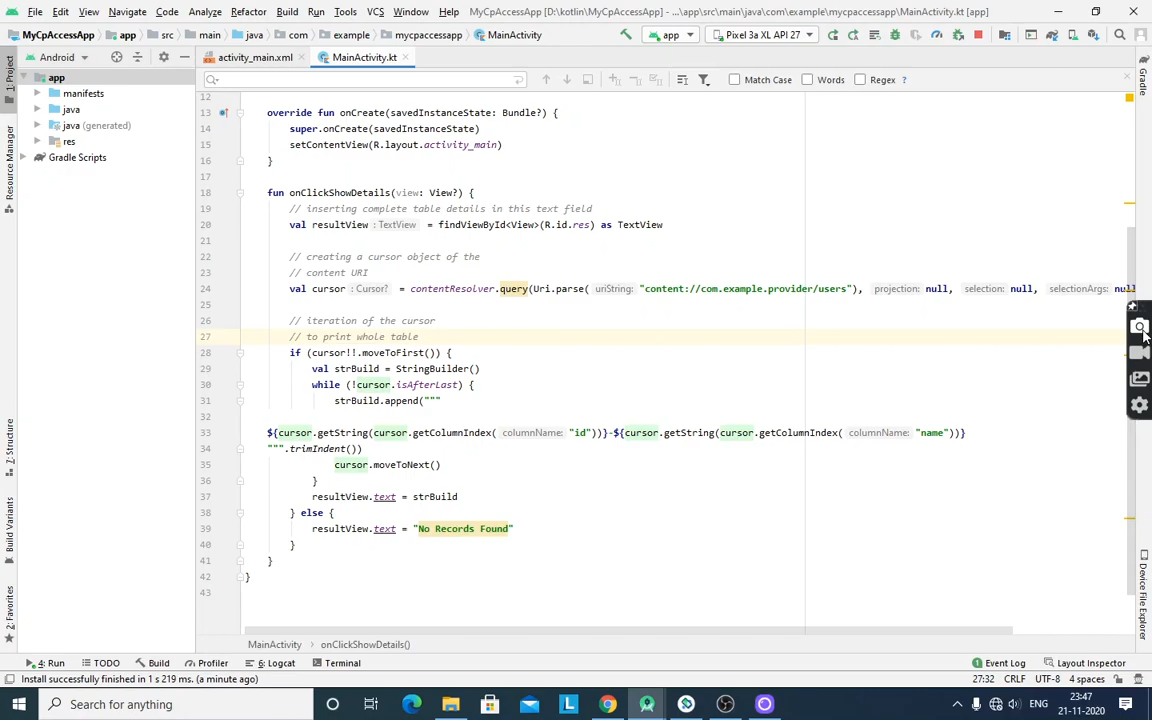 File Edit View Navigate Code Analyze Refactor Build Run Tools VCS Window Help MyCpAccessApp [D:\kotlin\MyCpAccessApp] - ...\app\src\main\java\com\example\mycpaccessapp\MainActivity.kt [app]
MyCpAccessApp app src main java com example mycpaccessapp MainActivity app Pixel 3a XL API 27
Android activity_main.xml MainActivity.kt
app
Match Case Words Regex ?
manifests
java
java (generated)
res
Gradle Scripts
1: Project
Resource Manager
7: Structure
Build Variants
2: Favorites
Gradle
Device File Explorer
12
13 override fun onCreate(savedInstanceState: Bundle?) {
14 super.onCreate(savedInstanceState)
15 setContentView(R.layout.activity_main)
16 }
17
18 fun onClickShowDetails(view: View?) {
19 // inserting complete table details in this text field
20 val resultView : TextView = findViewById<View>(R.id.res) as TextView
21
22 // creating a cursor object of the
23 // content URI
24 val cursor : Cursor? = contentResolver.query(Uri.parse( uriString: "content://com.example.provider/users"), projection: null, selection: null, selectionArgs: null
25
26 // iteration of the cursor
27 // to print whole table
28 if (cursor!!.moveToFirst()) {
29 val strBuild = StringBuilder()
30 while (!cursor.isAfterLast) {
31 strBuild.append("""
32
33 ${cursor.getString(cursor.getColumnIndex( columnName: "id"))}-${cursor.getString(cursor.getColumnIndex( columnName: "name"))}
34 """.trimIndent())
35 cursor.moveToNext()
36 }
37 resultView.text = strBuild
38 } else {
39 resultView.text = "No Records Found"
40 }
41 }
42 }
43
MainActivity › onClickShowDetails()
4: Run TODO Build Profiler 6: Logcat Terminal 1 Event Log Layout Inspector
Install successfully finished in 1 s 219 ms. (a minute ago) 27:32 CRLF UTF-8 4 spaces
Type here to search ENG 23:47
21-11-2020